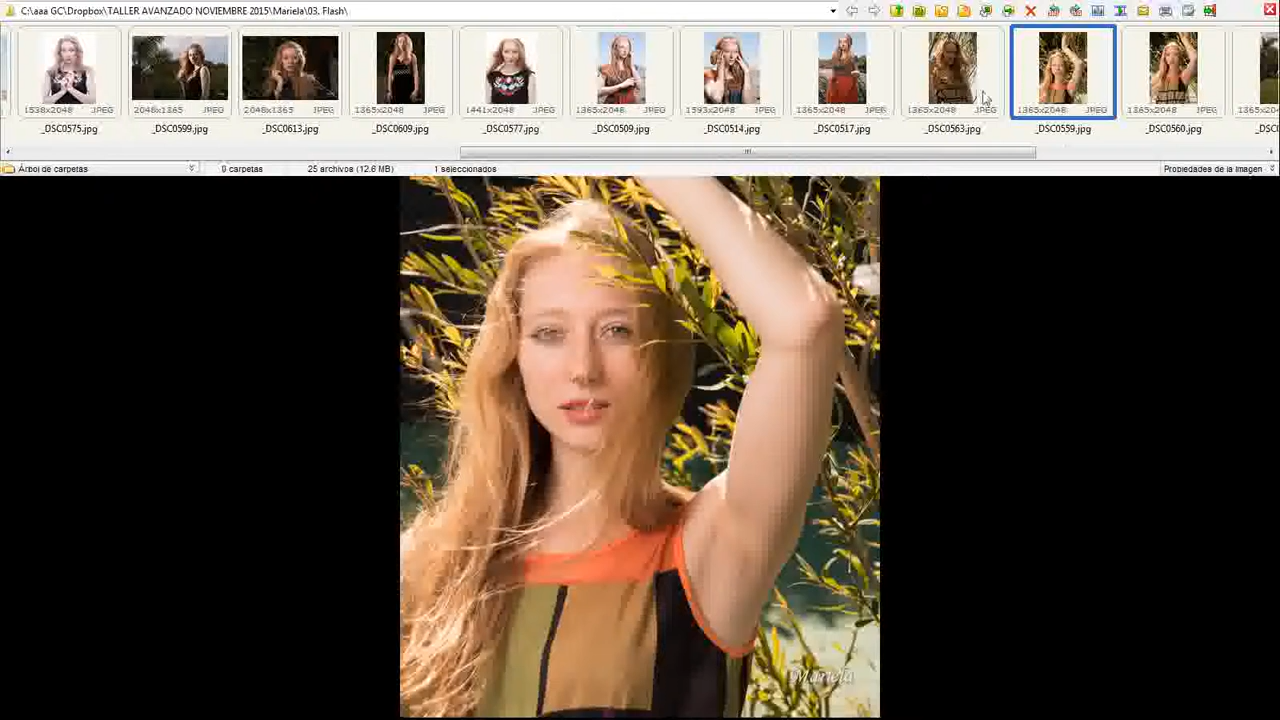 C:\aaa GC\Dropbox\TALLER AVANZADO NOVIEMBRE 2015\Mariela\03. Flash\
1538x2048 JPEG
2048x1365 JPEG
2048x1365 JPEG
1365x2048 JPEG
1441x2048 JPEG
1365x2048 JPEG
1593x2048 JPEG
1365x2048 JPEG
1365x2048 JPEG
1365x2048 JPEG
1365x2048 JPEG
_DSC0575.jpg
_DSC0599.jpg
_DSC0613.jpg
_DSC0609.jpg
_DSC0577.jpg
_DSC0509.jpg
_DSC0514.jpg
_DSC0517.jpg
_DSC0563.jpg
_DSC0559.jpg
_DSC0560.jpg
Árbol de carpetas
0 carpetas
25 archivos (12.6 MB)
1 seleccionados
Propiedades de la imagen
Mariela